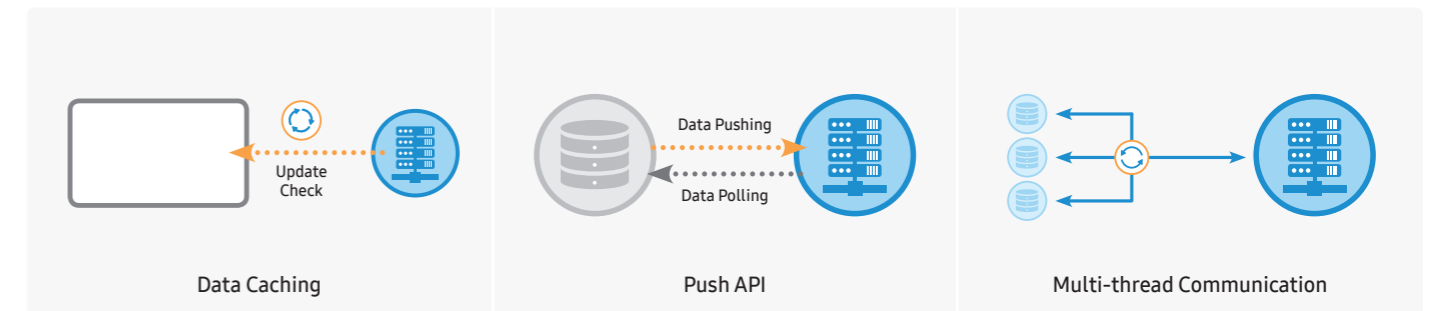 Update
Check
Data Caching
Data Pushing
Data Polling
Push API
Multi-thread Communication